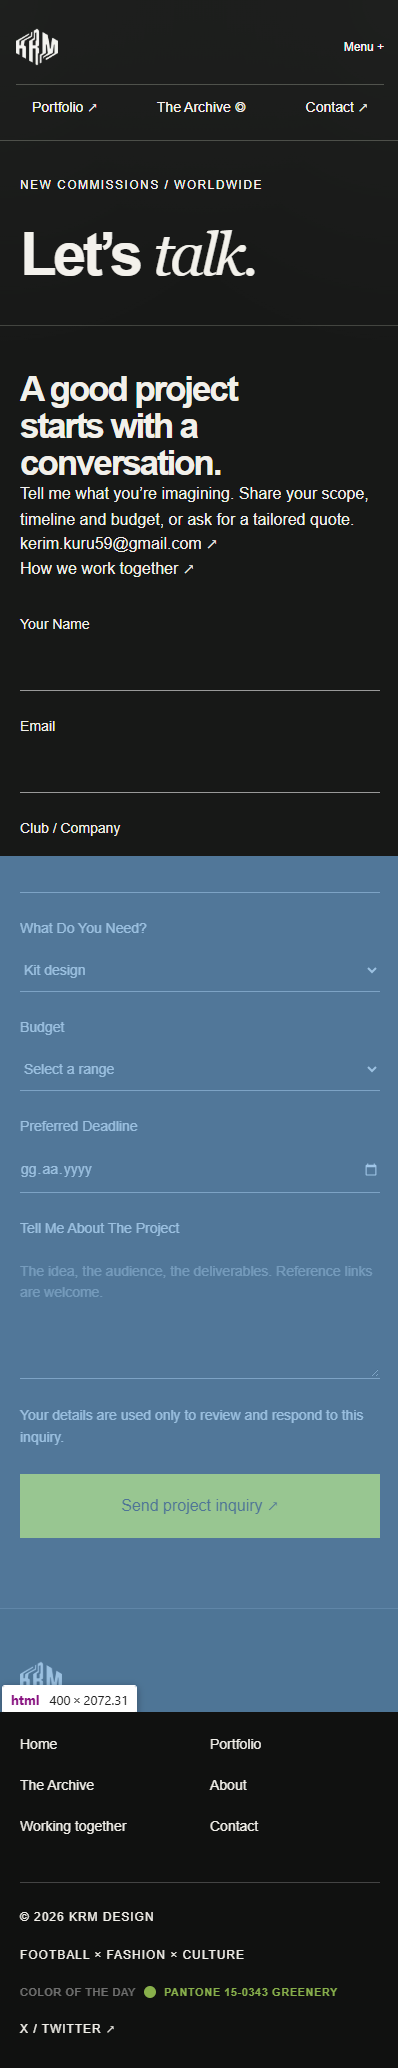 KRM
Menu +
Portfolio ↗
The Archive ⌾
Contact ↗
NEW COMMISSIONS / WORLDWIDE
Let’s talk.
A good project
starts with a
conversation.
Tell me what you’re imagining. Share your scope,
timeline and budget, or ask for a tailored quote.
kerim.kuru59@gmail.com ↗
How we work together ↗
Your Name
Email
Club / Company
What Do You Need?
Kit design
Budget
Select a range
Preferred Deadline
gg.aa.yyyy
Tell Me About The Project
The idea, the audience, the deliverables. Reference links
are welcome.
Your details are used only to review and respond to this
inquiry.
Send project inquiry ↗
KRM
html 400 × 2072.31
Home
Portfolio
The Archive
About
Working together
Contact
© 2026 KRM DESIGN
FOOTBALL × FASHION × CULTURE
COLOR OF THE DAY PANTONE 15-0343 GREENERY
X / TWITTER ↗